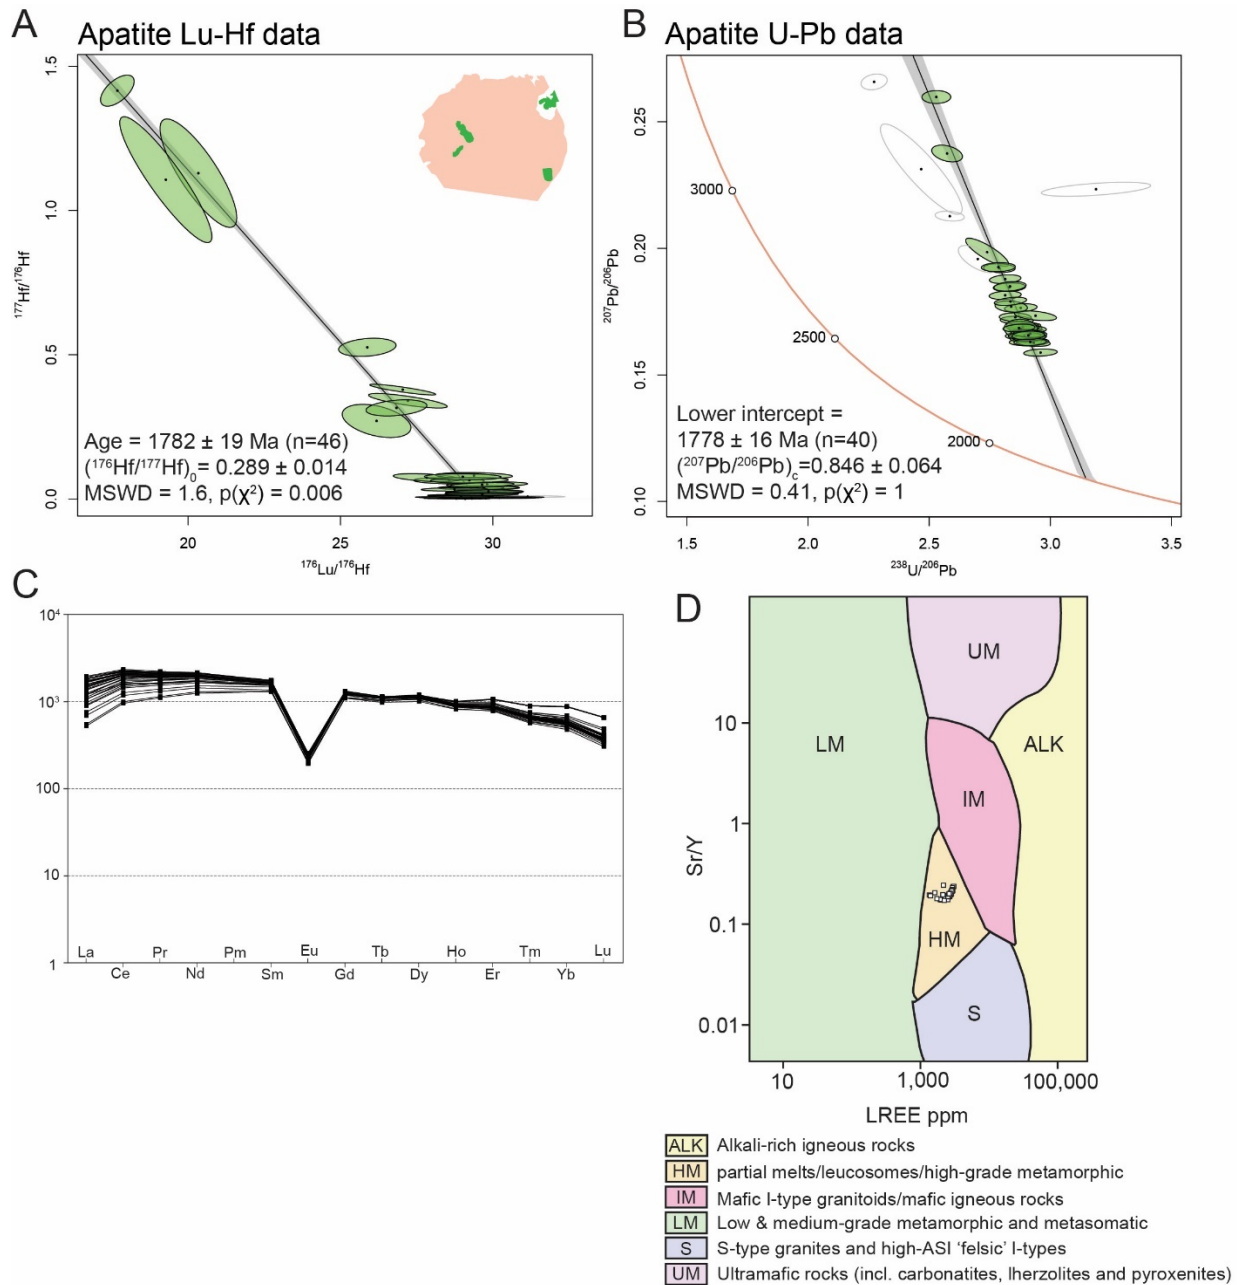 A
Apatite Lu-Hf data
1.5
1.0
0.5
0.0
¹⁷⁷Hf/¹⁷⁶Hf
Age = 1782 ± 19 Ma (n=46)
(¹⁷⁶Hf/¹⁷⁷Hf)₀= 0.289 ± 0.014
MSWD = 1.6, p(χ²) = 0.006
20
25
30
¹⁷⁶Lu/¹⁷⁶Hf
B
Apatite U-Pb data
0.25
0.20
0.15
0.10
²⁰⁷Pb/²⁰⁶Pb
3000
2500
2000
Lower intercept =
1778 ± 16 Ma (n=40)
(²⁰⁷Pb/²⁰⁶Pb)c=0.846 ± 0.064
MSWD = 0.41, p(χ²) = 1
1.5
2.0
2.5
3.0
3.5
²³⁸U/²⁰⁶Pb
C
10⁴
10³
100
10
1
La
Ce
Pr
Nd
Pm
Sm
Eu
Gd
Tb
Dy
Ho
Er
Tm
Yb
Lu
D
UM
LM
ALK
IM
HM
S
10
1
0.1
0.01
Sr/Y
10
1,000
100,000
LREE ppm
ALK Alkali-rich igneous rocks
HM partial melts/leucosomes/high-grade metamorphic
IM Mafic I-type granitoids/mafic igneous rocks
LM Low & medium-grade metamorphic and metasomatic
S S-type granites and high-ASI ‘felsic’ I-types
UM Ultramafic rocks (incl. carbonatites, lherzolites and pyroxenites)